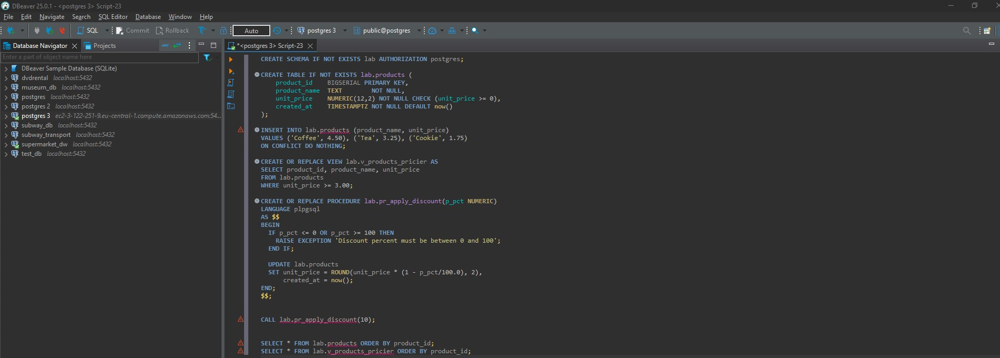 DBeaver 25.0.1 - <postgres 3> Script-23
File Edit Navigate Search SQL Editor Database Window Help
SQL Commit Rollback Auto postgres 3 public@postgres
Database Navigator Projects
Enter a part of object name here
DBeaver Sample Database (SQLite)
dvdrental localhost:5432
museum_db localhost:5432
postgres localhost:5432
postgres 2 localhost:5432
postgres 3 ec2-3-122-251-9.eu-central-1.compute.amazonaws.com:54...
subway_db localhost:5432
subway_transport localhost:5432
supermarket_dw localhost:5432
test_db localhost:5432
*<postgres 3> Script-23
CREATE SCHEMA IF NOT EXISTS lab AUTHORIZATION postgres;
CREATE TABLE IF NOT EXISTS lab.products (
product_id BIGSERIAL PRIMARY KEY,
product_name TEXT NOT NULL,
unit_price NUMERIC(12,2) NOT NULL CHECK (unit_price >= 0),
created_at TIMESTAMPTZ NOT NULL DEFAULT now()
);
INSERT INTO lab.products (product_name, unit_price)
VALUES ('Coffee', 4.50), ('Tea', 3.25), ('Cookie', 1.75)
ON CONFLICT DO NOTHING;
CREATE OR REPLACE VIEW lab.v_products_pricier AS
SELECT product_id, product_name, unit_price
FROM lab.products
WHERE unit_price >= 3.00;
CREATE OR REPLACE PROCEDURE lab.pr_apply_discount(p_pct NUMERIC)
LANGUAGE plpgsql
AS $$
BEGIN
IF p_pct <= 0 OR p_pct >= 100 THEN
RAISE EXCEPTION 'Discount percent must be between 0 and 100';
END IF;
UPDATE lab.products
SET unit_price = ROUND(unit_price * (1 - p_pct/100.0), 2),
created_at = now();
END;
$$;
CALL lab.pr_apply_discount(10);
SELECT * FROM lab.products ORDER BY product_id;
SELECT * FROM lab.v_products_pricier ORDER BY product_id;